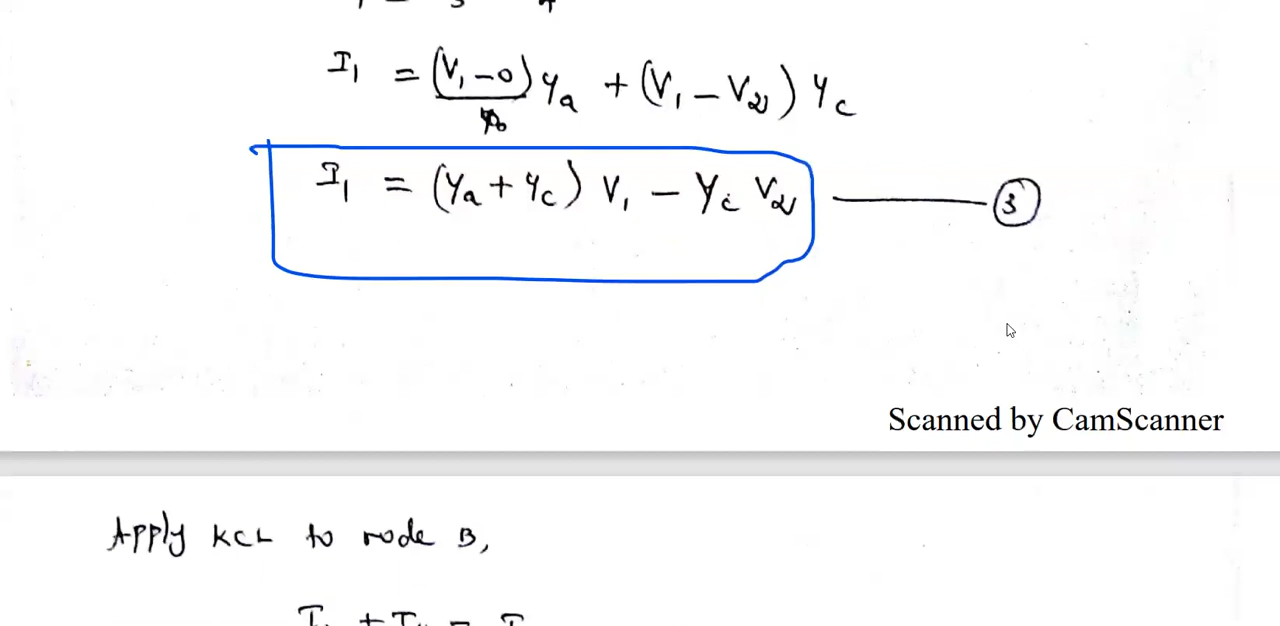 I₁ = (V₁ - 0) Ya + (V₁ - V₂) Yc
I₁ = (Ya + Yc) V₁ - Yc V₂ —— ③
Scanned by CamScanner
Apply KCL to node B,